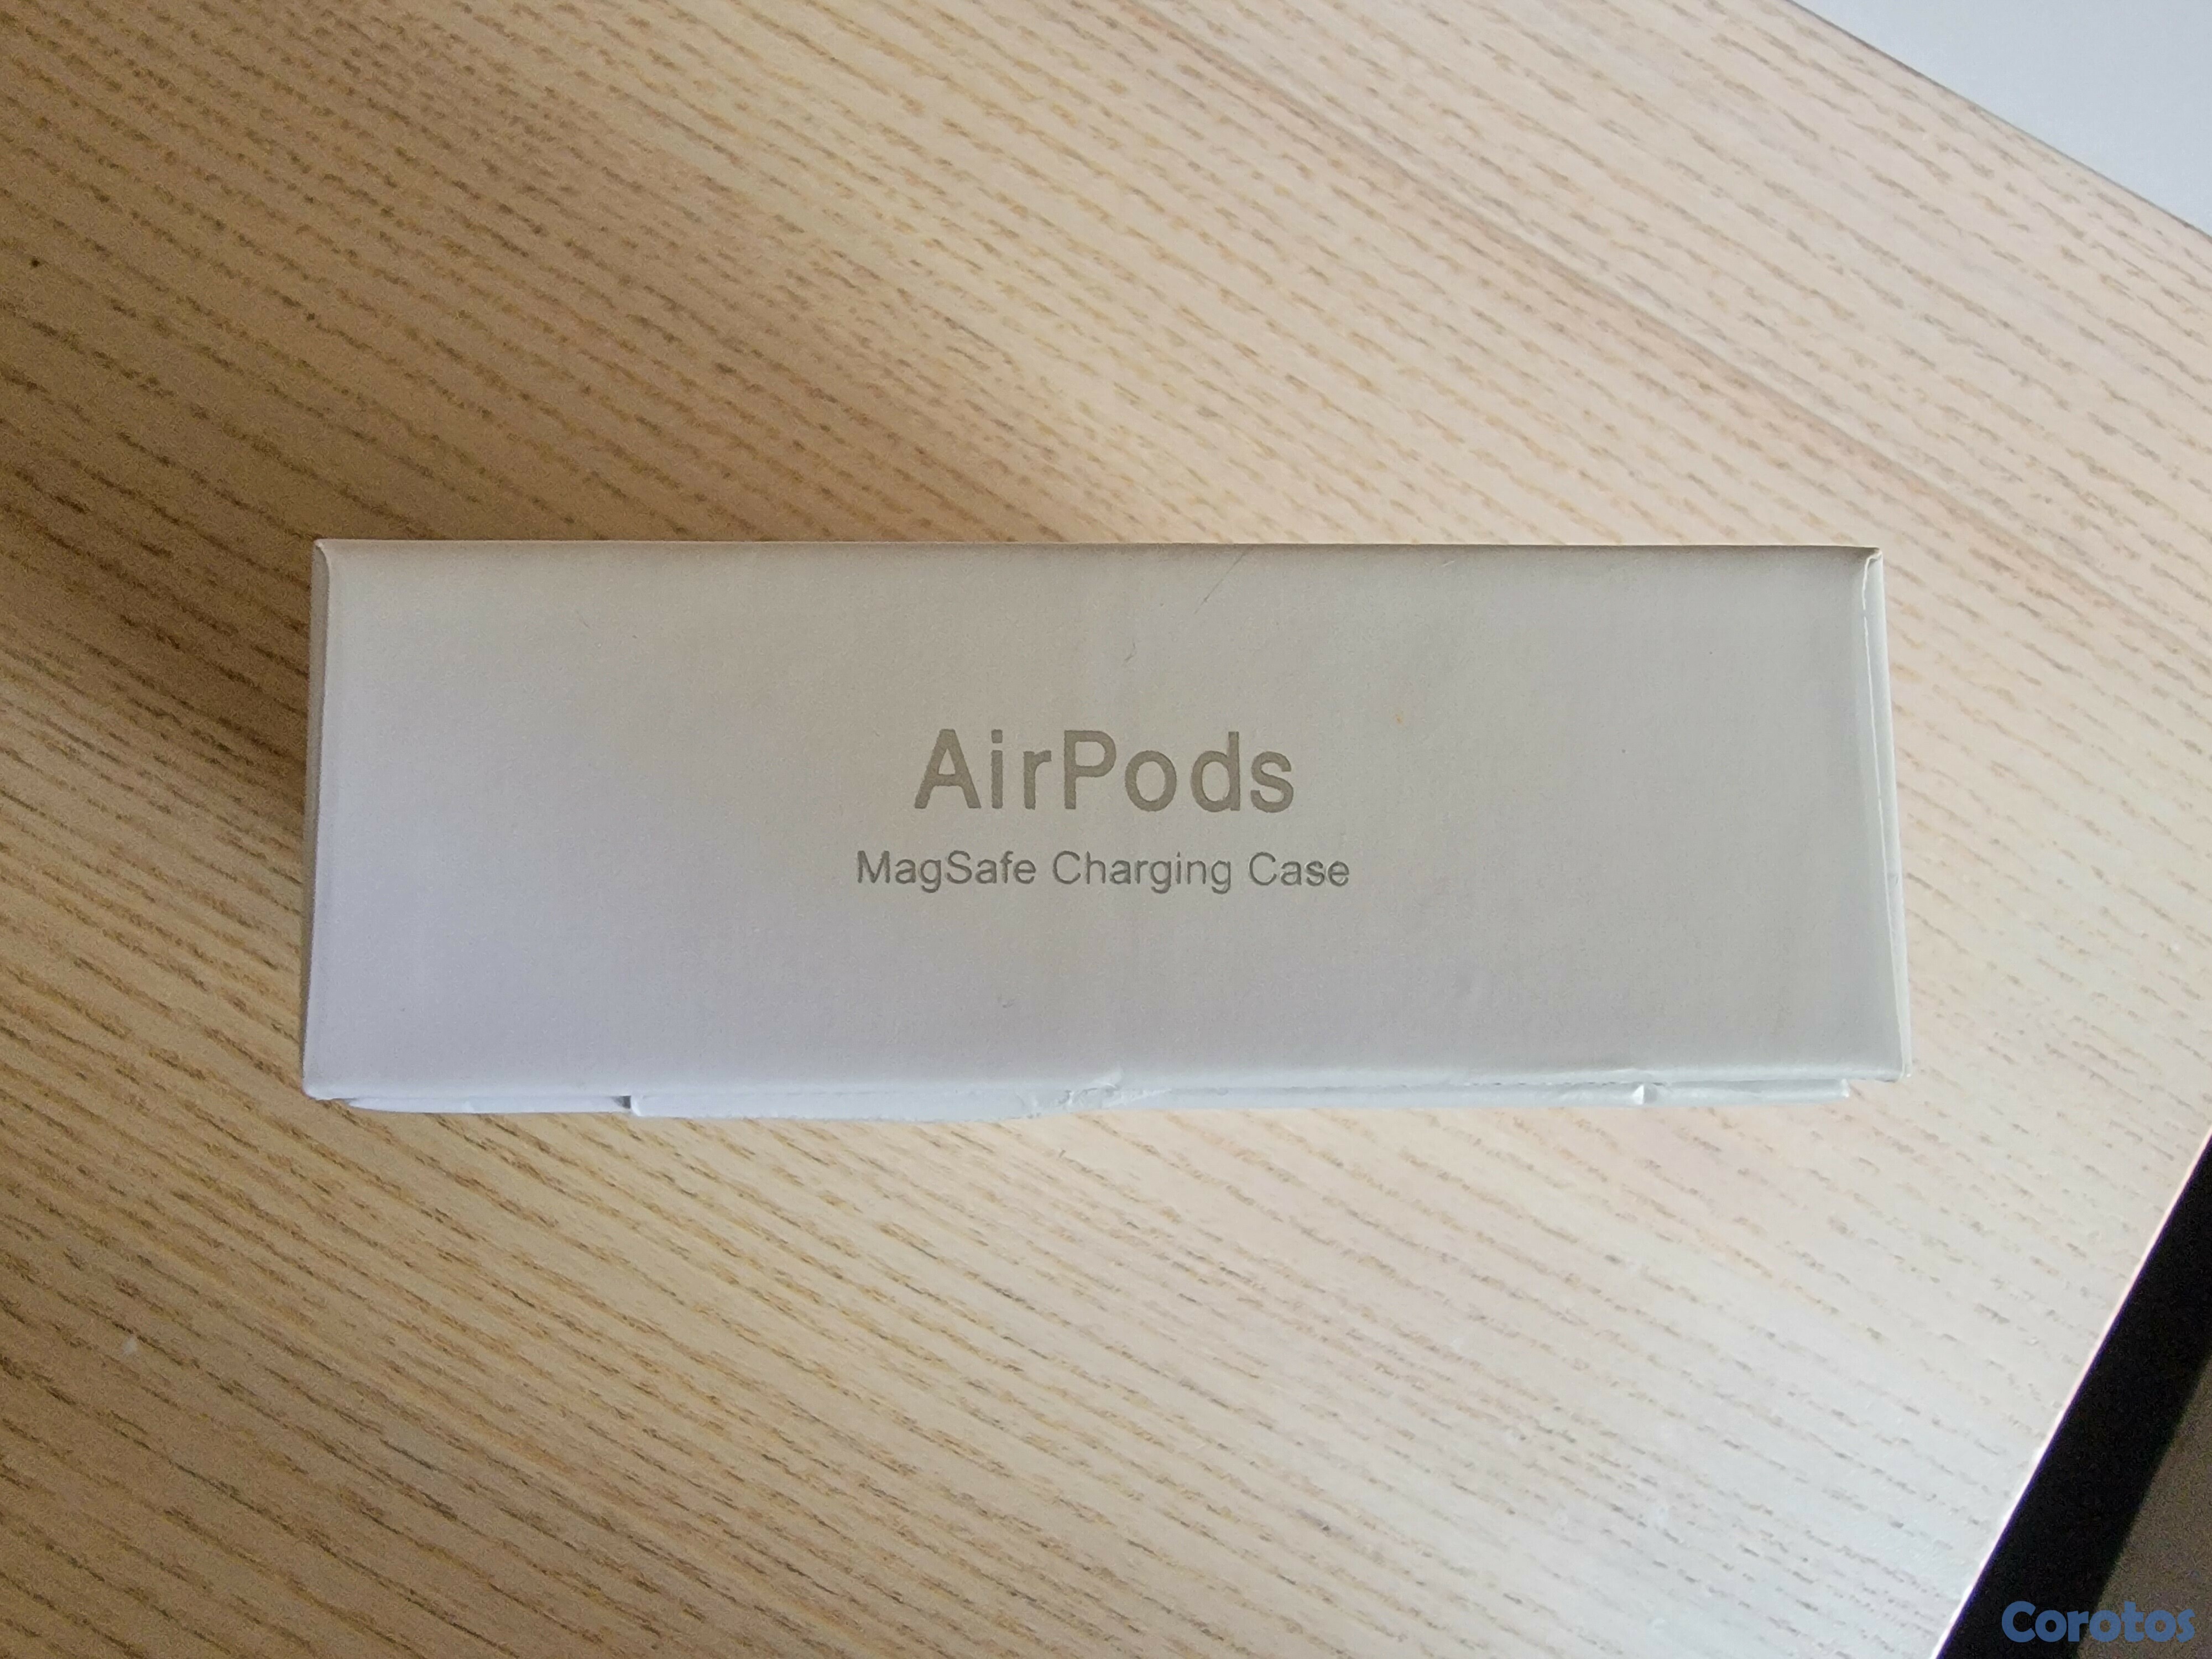 AirPods
MagSafe Charging Case
Corotos